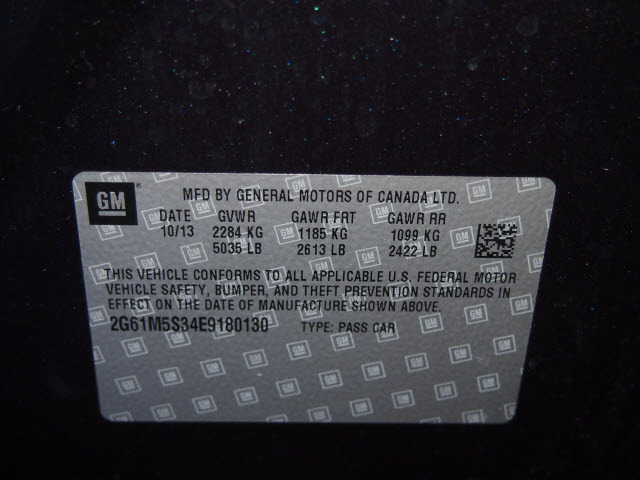 GM MFD BY GENERAL MOTORS OF CANADA LTD.
DATE GVWR GAWR FRT GAWR RR
10/13 2284 KG 1185 KG 1099 KG
5035 LB 2613 LB 2422 LB
THIS VEHICLE CONFORMS TO ALL APPLICABLE U.S. FEDERAL MOTOR
VEHICLE SAFETY, BUMPER, AND THEFT PREVENTION STANDARDS IN
EFFECT ON THE DATE OF MANUFACTURE SHOWN ABOVE.
2G61M5S34E9180130 TYPE: PASS CAR